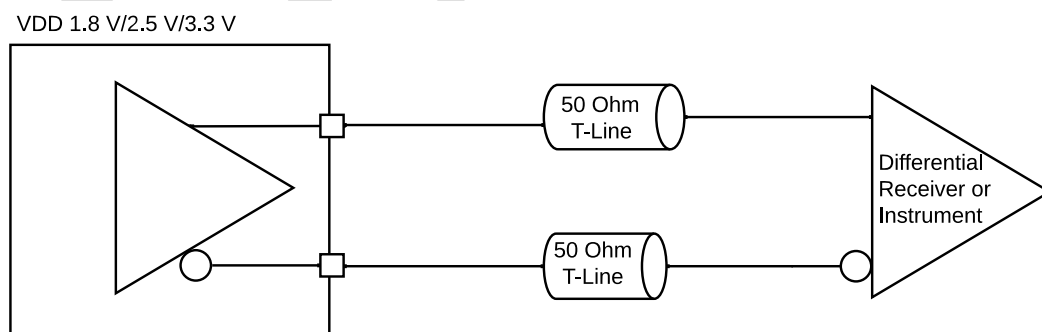 VDD 1.8 V/2.5 V/3.3 V
50 Ohm
T-Line
Differential
Receiver or
Instrument
50 Ohm
T-Line